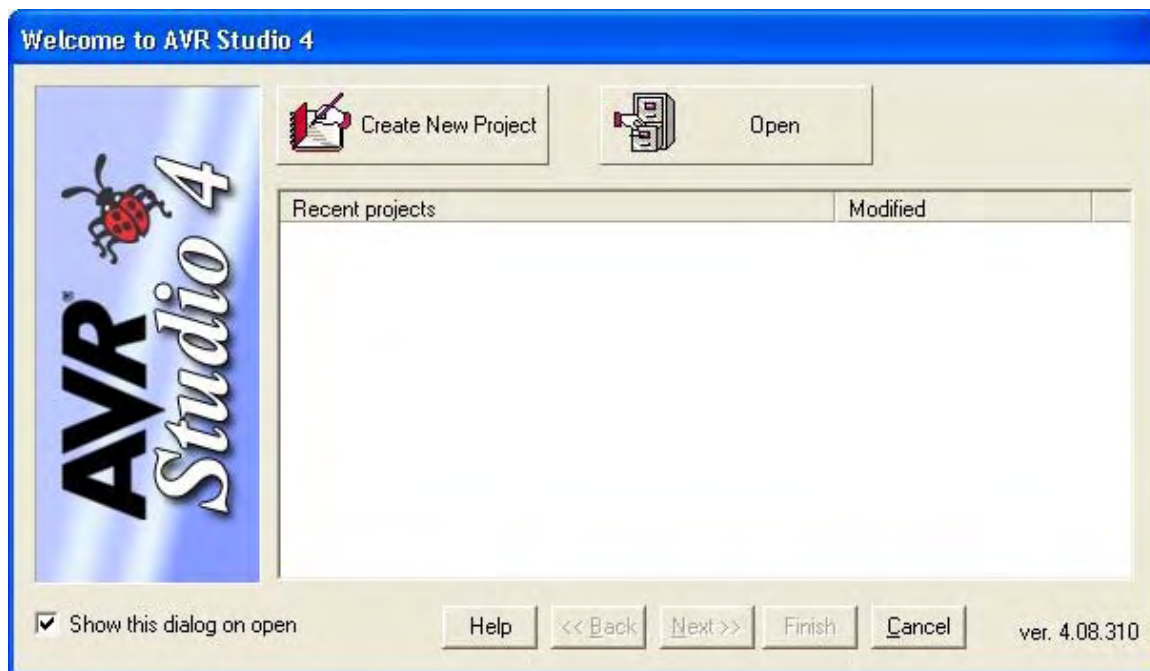 Welcome to AVR Studio 4
AVR®
Studio 4
Create New Project
Open
Recent projects
Modified
Show this dialog on open
Help
<< Back
Next >>
Finish
Cancel
ver. 4.08.310